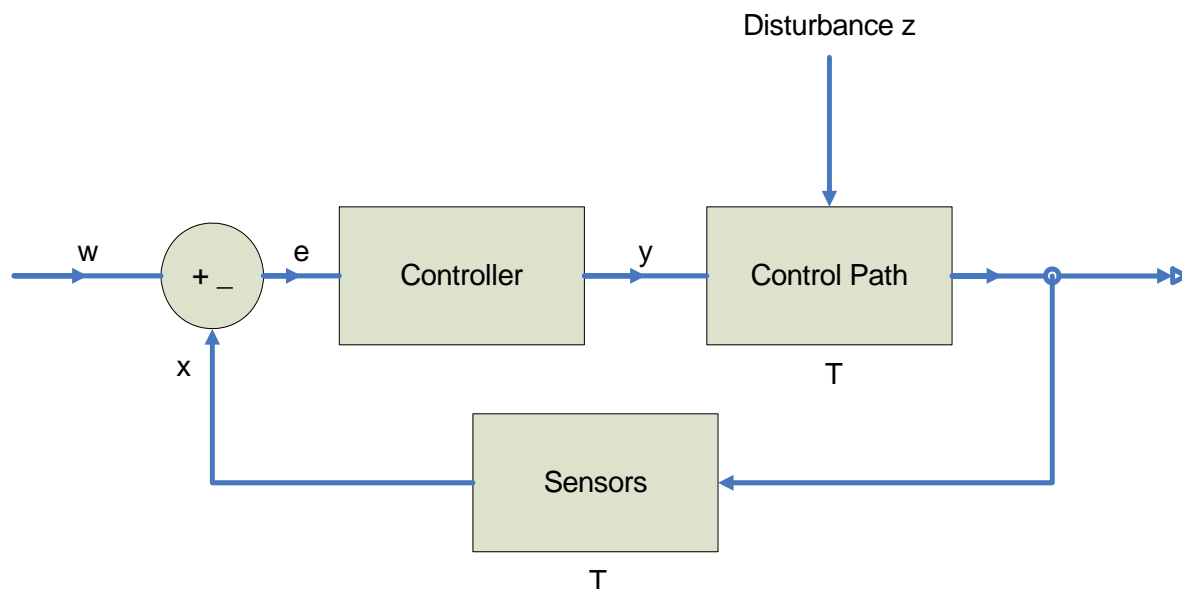 Disturbance z
w
+ _
e
Controller
y
Control Path
x
T
Sensors
T